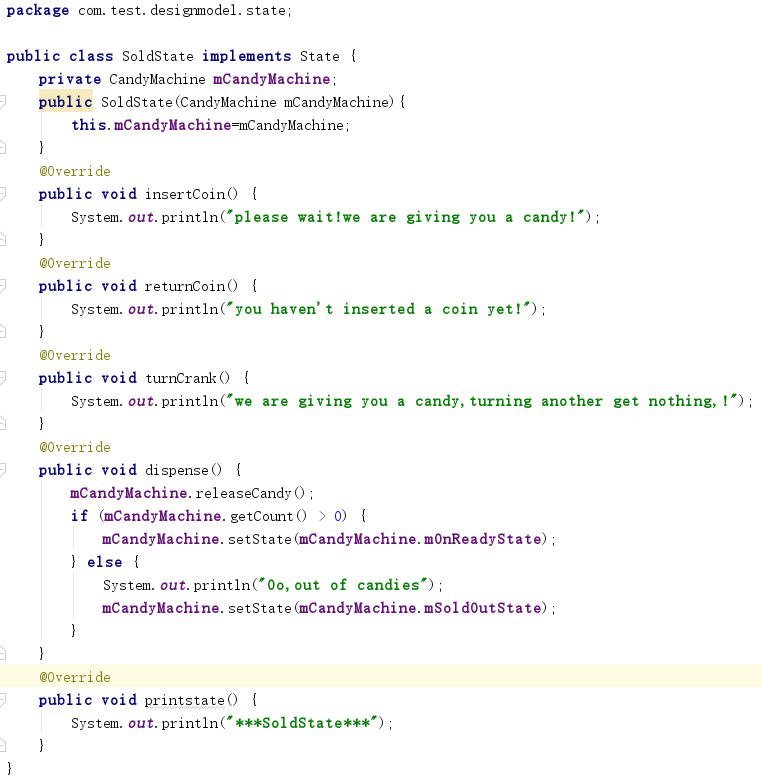 package com.test.designmodel.state;
public class SoldState implements State {
    private CandyMachine mCandyMachine;
    public SoldState(CandyMachine mCandyMachine){
        this.mCandyMachine=mCandyMachine;
    }
    @Override
    public void insertCoin() {
        System.out.println("please wait!we are giving you a candy!");
    }
    @Override
    public void returnCoin() {
        System.out.println("you haven't inserted a coin yet!");
    }
    @Override
    public void turnCrank() {
        System.out.println("we are giving you a candy,turning another get nothing,!");
    }
    @Override
    public void dispense() {
        mCandyMachine.releaseCandy();
        if (mCandyMachine.getCount() > 0) {
            mCandyMachine.setState(mCandyMachine.mOnReadyState);
        } else {
            System.out.println("Oo,out of candies");
            mCandyMachine.setState(mCandyMachine.mSoldOutState);
        }
    }
    @Override
    public void printstate() {
        System.out.println("***SoldState***");
    }
}